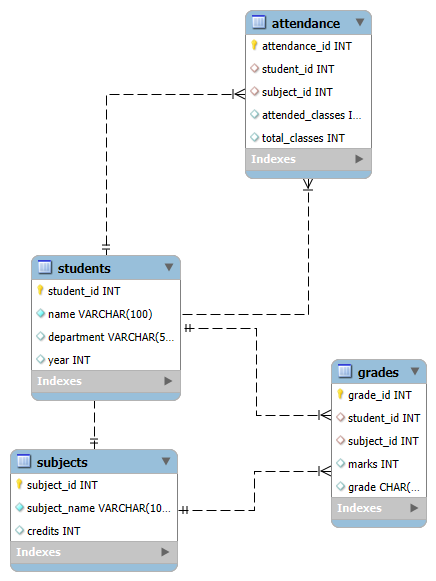 attendance
attendance_id INT
student_id INT
subject_id INT
attended_classes I...
total_classes INT
Indexes
students
student_id INT
name VARCHAR(100)
department VARCHAR(5...
year INT
Indexes
grades
grade_id INT
student_id INT
subject_id INT
marks INT
grade CHAR(...
Indexes
subjects
subject_id INT
subject_name VARCHAR(10...
credits INT
Indexes